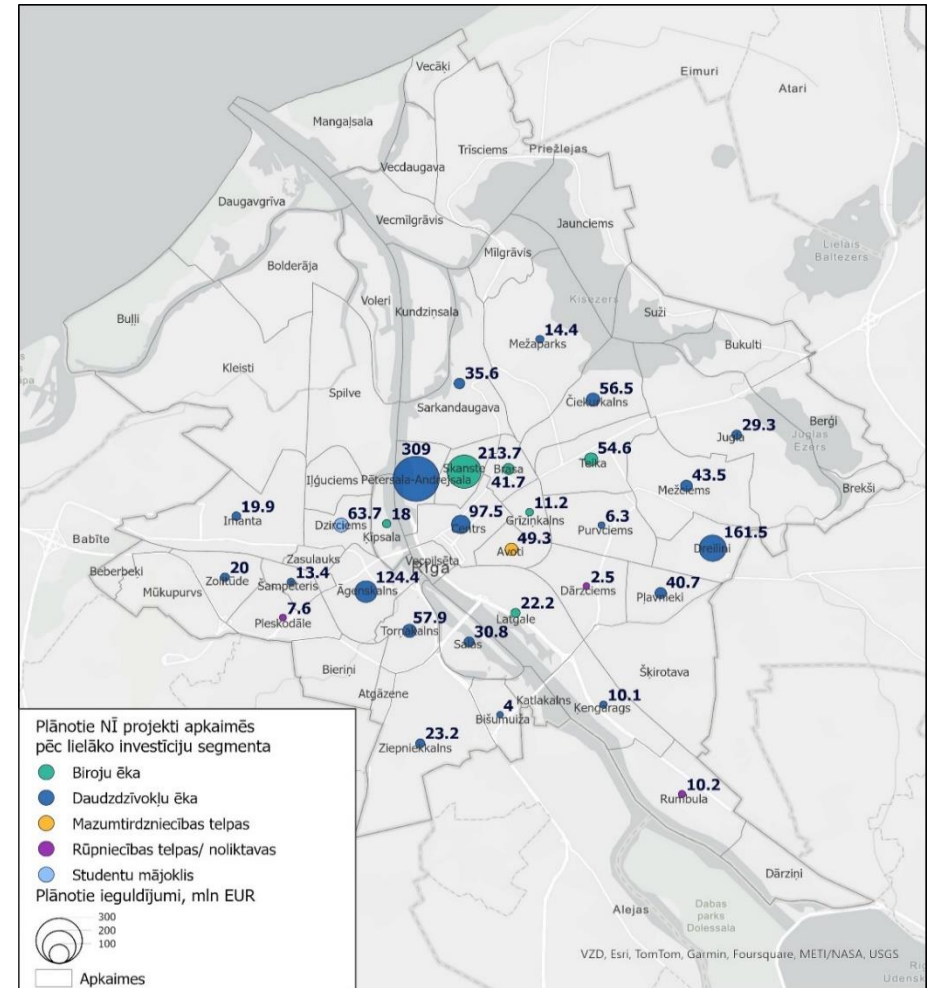 Vecāķi
Eimuri
Atari
Mangaļsala
Trīsciems
Priežlejas
Vecdaugava
Daugavgrīva
Vecmīlgrāvis
Jaunciems
Mīlgrāvis
Lielais
Baltezers
Bolderāja
Voleri
Kundziņsala
Ķīšezers
Suži
Buļļi
14.4
Mežaparks
Bukulti
Kleisti
35.6
Spilve
Sarkandaugava
56.5
Čiekurkalns
Berģi
29.3
Jugla
Juglas
Ezers
309
213.7
Skanste
Brasa
41.7
54.6
Teika
Iļģuciems
Pētersala-Andrejsala
43.5
Mežciems
Brekši
19.9
Imanta
63.7
Dzirciems
18
Ķīpsala
97.5
Centrs
11.2
Grīziņkalns
6.3
Purvciems
161.5
Dreiliņi
Babīte
49.3
Avoti
Zasulauks
Vecpilsēta
Rīga
Beberbeķi
20
Zolitūde
13.4
Šampēteris
124.4
Āgenskalns
2.5
Dārzciems
40.7
Pļavnieki
Mūkupurvs
7.6
Pleskodāle
22.2
Latgale
57.9
Torņakalns
30.8
Salas
Bieriņi
Šķirotava
Atgāzene
Katlakalns
10.1
Ķengarags
4
Bišumuiža
23.2
Ziepniekkalns
10.2
Rumbula
Dārziņi
Alejas
Dabas
parks
Dolessala
Plānotie NĪ projekti apkaimēs
pēc lielāko investīciju segmenta
Biroju ēka
Daudzdzīvokļu ēka
Mazumtirdzniecības telpas
Rūpniecības telpas/ noliktavas
Studentu mājoklis
Plānotie ieguldījumi, mln EUR
300
200
100
Apkaimes
VZD, Esri, TomTom, Garmin, Foursquare, METI/NASA, USGS